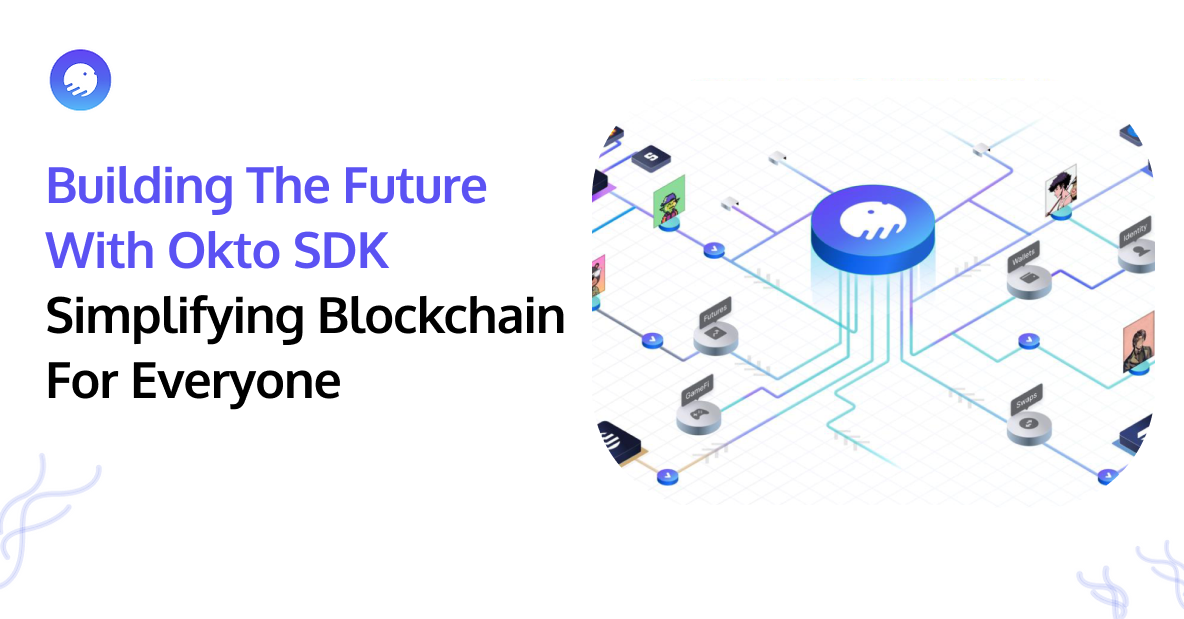 Building The Future
With Okto SDK
Simplifying Blockchain
For Everyone
Identity
Wallets
Futures
GameFi
Swaps